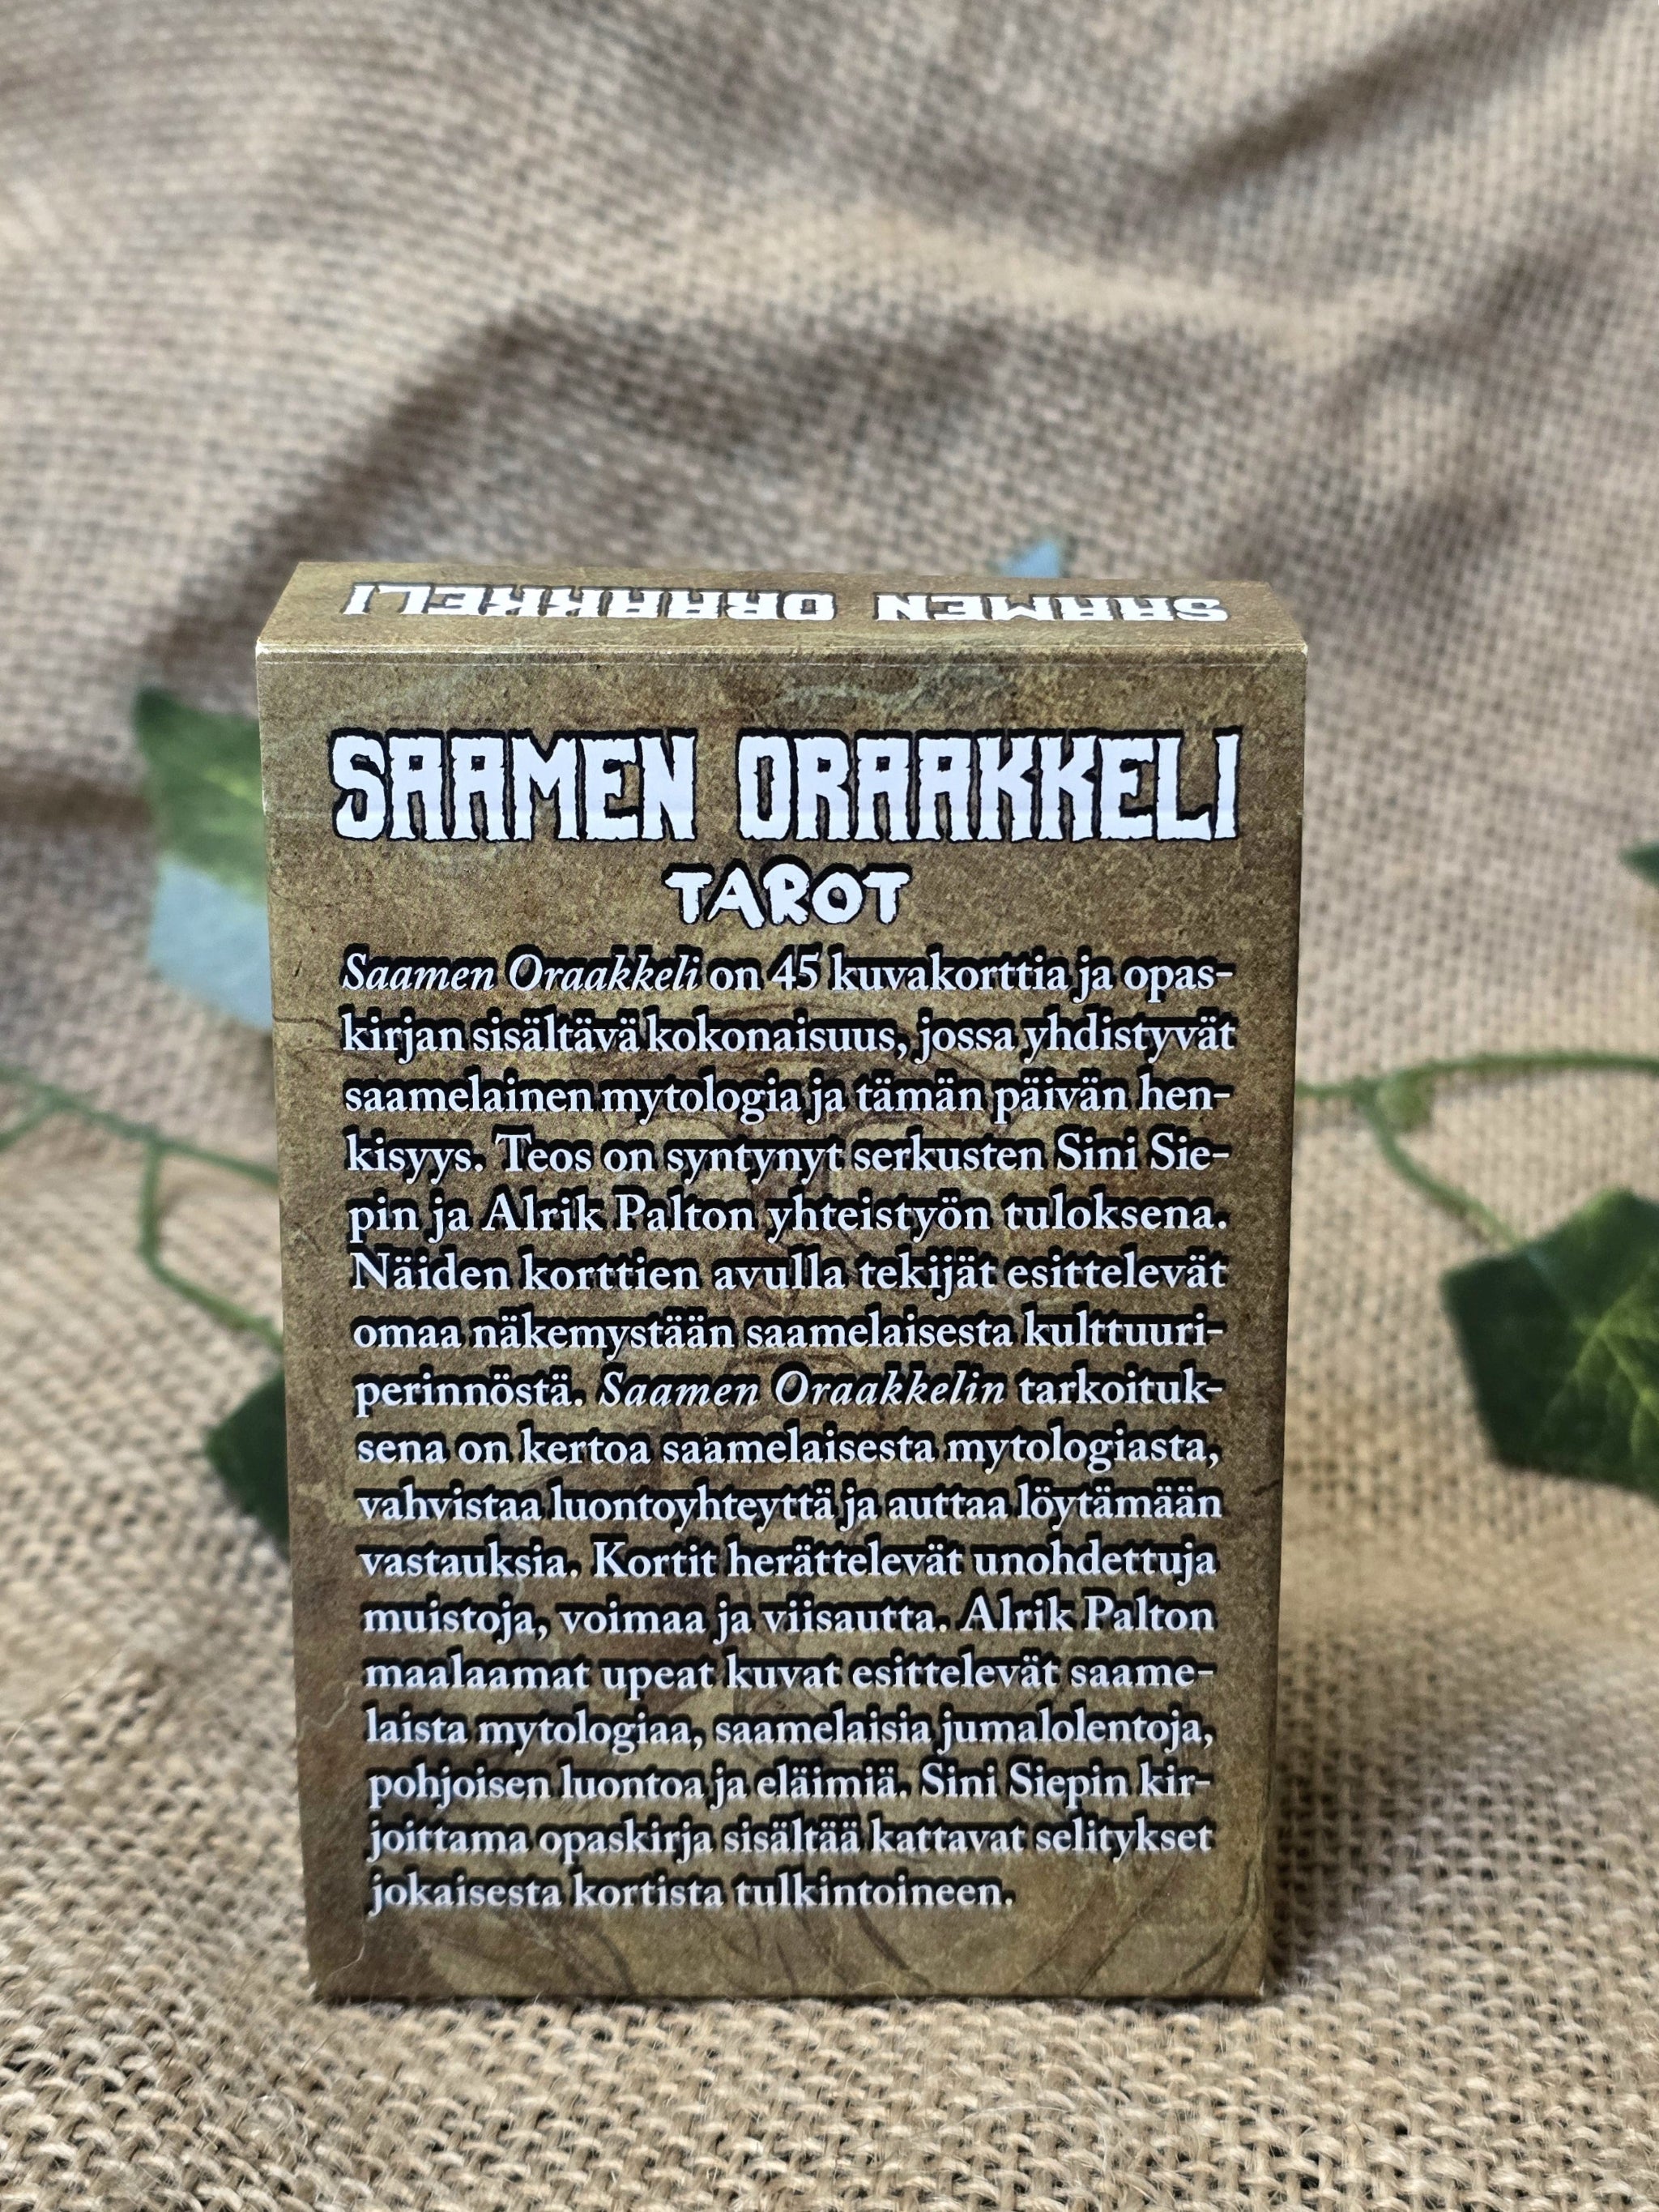 SAAMEN ORAAKKELI
SAAMEN ORAAKKELI
TAROT
Saamen Oraakkeli on 45 kuvakorttia ja opas-
kirjan sisältävä kokonaisuus, jossa yhdistyvät
saamelainen mytologia ja tämän päivän hen-
kisyys. Teos on syntynyt serkusten Sini Sie-
pin ja Alrik Palton yhteistyön tuloksena.
Näiden korttien avulla tekijät esittelevät
omaa näkemystään saamelaisesta kulttuuri-
perinnöstä. Saamen Oraakkelin tarkoituk-
sena on kertoa saamelaisesta mytologiasta,
vahvistaa luontoyhteyttä ja auttaa löytämään
vastauksia. Kortit herättelevät unohdettuja
muistoja, voimaa ja viisautta. Alrik Palton
maalaamat upeat kuvat esittelevät saame-
laista mytologiaa, saamelaisia jumalolentoja,
pohjoisen luontoa ja eläimiä. Sini Siepin kir-
joittama opaskirja sisältää kattavat selitykset
jokaisesta kortista tulkintoineen.